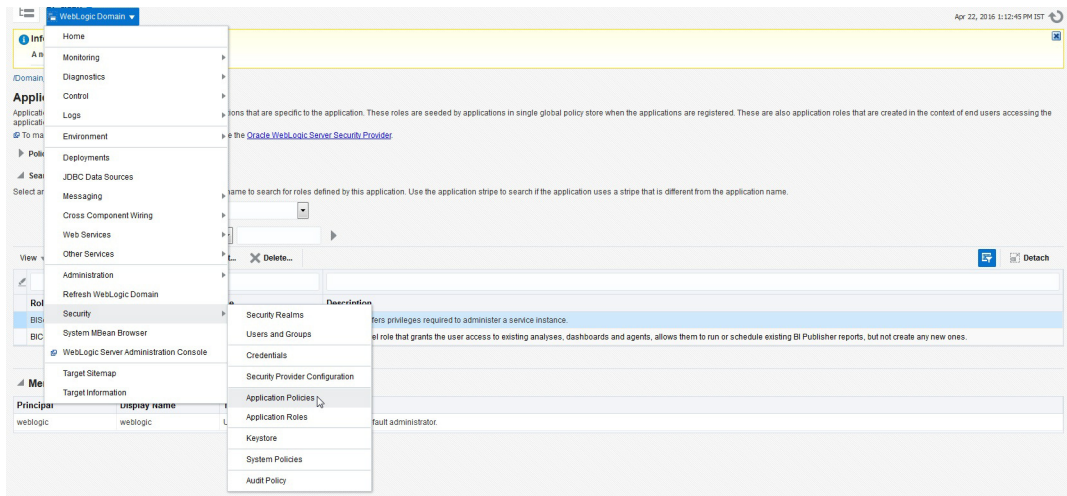 WebLogic Domain
Apr 22, 2016 1:12:45 PM IST
Home
Inf
A n
Monitoring
/Domain
Diagnostics
Control
Appli
Logs
Applicati
ions that are specific to the application. These roles are seeded by applications in single global policy store when the applications are registered. These are also application roles that are created in the context of end users accessing the
applicati
To ma
Environment
e the Oracle WebLogic Server Security Provider.
Poli
Deployments
Sea
JDBC Data Sources
Select an
Messaging
name to search for roles defined by this application. Use the application stripe to search if the application uses a stripe that is different from the application name.
Cross Component Wiring
Web Services
View
Other Services
t...
Delete...
Detach
Administration
Refresh WebLogic Domain
Rol
Description
Security
Security Realms
BIS
fers privileges required to administer a service instance.
System MBean Browser
Users and Groups
BIC
el role that grants the user access to existing analyses, dashboards and agents, allows them to run or schedule existing BI Publisher reports, but not create any new ones.
WebLogic Server Administration Console
Credentials
Target Sitemap
Security Provider Configuration
Me
Target Information
Application Policies
Principal
Display Name
Application Roles
weblogic
weblogic
U
fault administrator.
Keystore
System Policies
Audit Policy